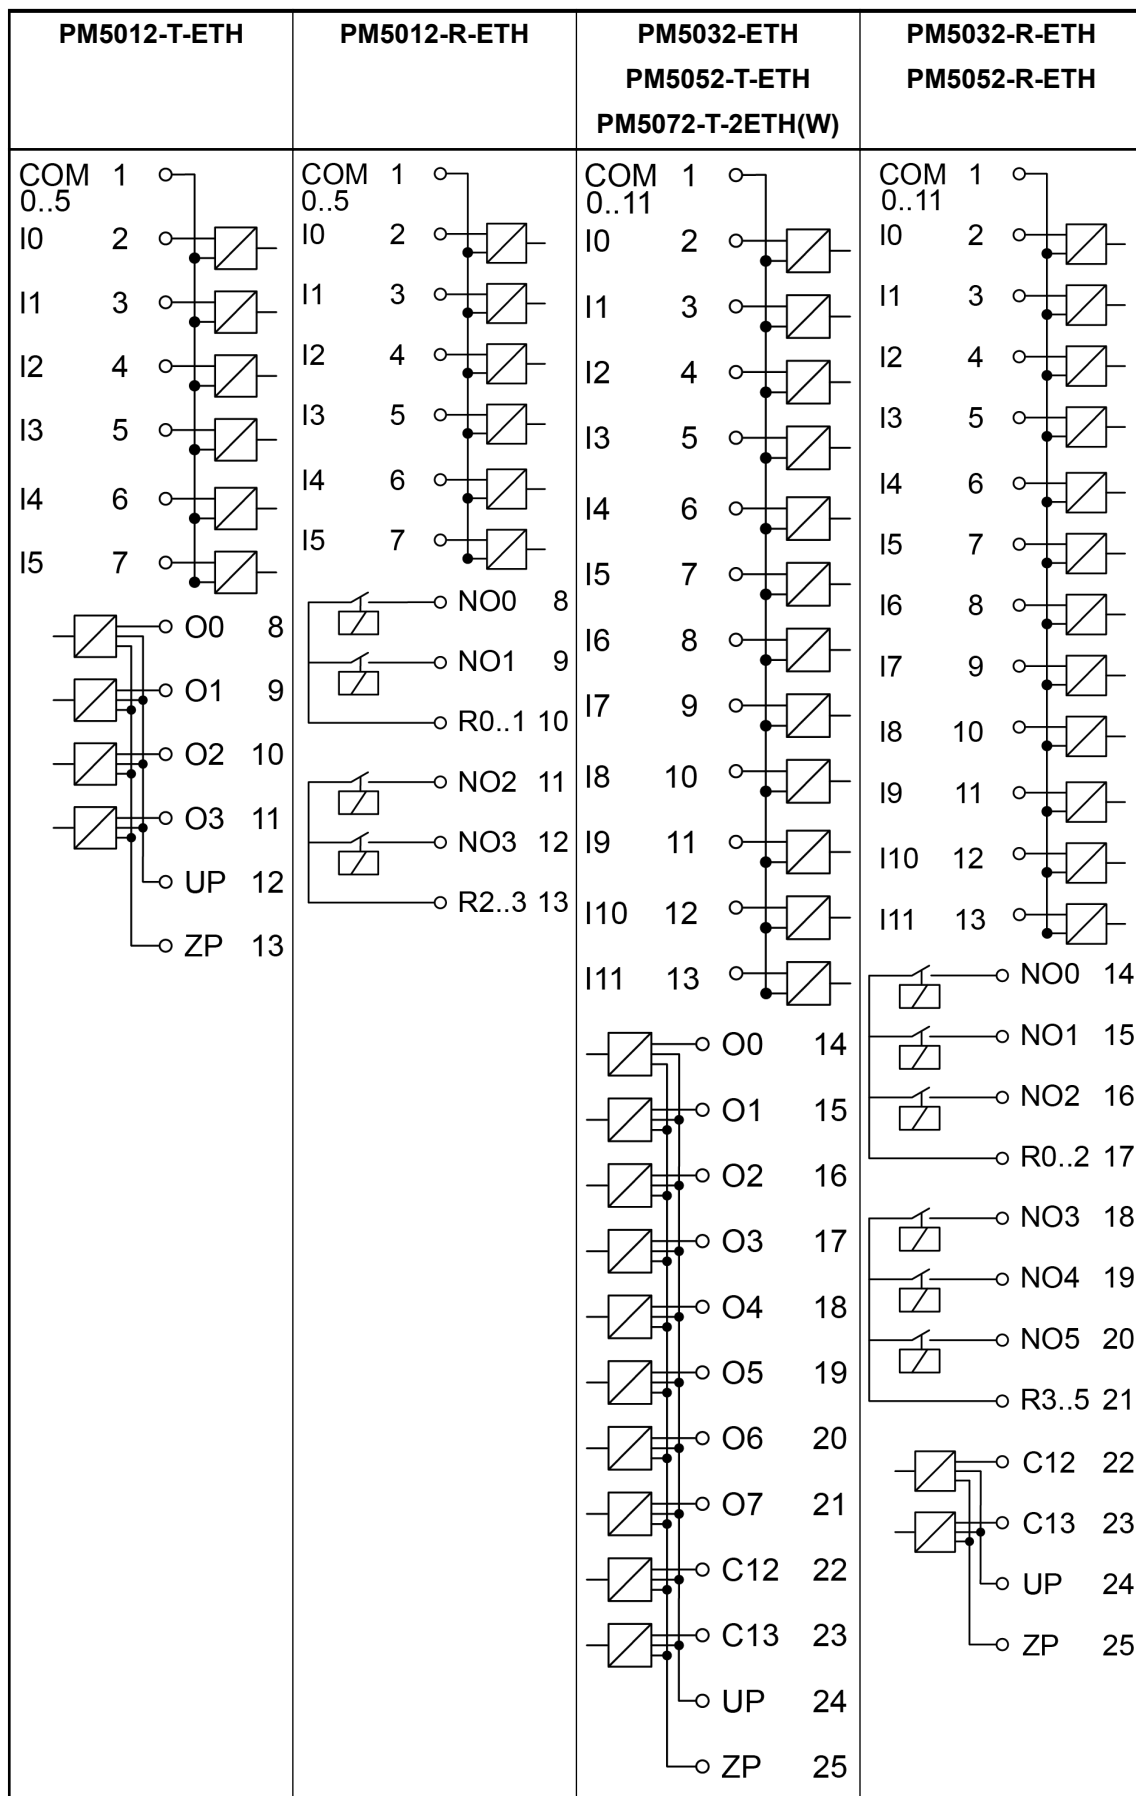 PM5012-T-ETH
COM 1
0..5
I0 2
I1 3
I2 4
I3 5
I4 6
I5 7
O0 8
O1 9
O2 10
O3 11
UP 12
ZP 13
PM5012-R-ETH
COM 1
0..5
I0 2
I1 3
I2 4
I3 5
I4 6
I5 7
NO0 8
NO1 9
R0..1 10
NO2 11
NO3 12
R2..3 13
PM5032-ETH
PM5052-T-ETH
PM5072-T-2ETH(W)
COM 1
0..11
I0 2
I1 3
I2 4
I3 5
I4 6
I5 7
I6 8
I7 9
I8 10
I9 11
I10 12
I11 13
O0 14
O1 15
O2 16
O3 17
O4 18
O5 19
O6 20
O7 21
C12 22
C13 23
UP 24
ZP 25
PM5032-R-ETH
PM5052-R-ETH
COM 1
0..11
I0 2
I1 3
I2 4
I3 5
I4 6
I5 7
I6 8
I7 9
I8 10
I9 11
I10 12
I11 13
NO0 14
NO1 15
NO2 16
R0..2 17
NO3 18
NO4 19
NO5 20
R3..5 21
C12 22
C13 23
UP 24
ZP 25